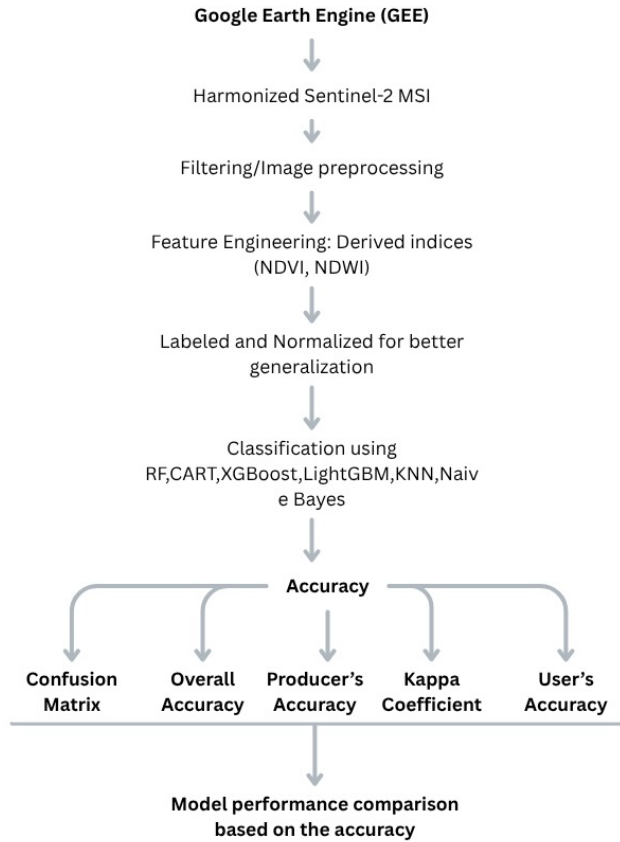 Google Earth Engine (GEE)
Harmonized Sentinel-2 MSI
Filtering/Image preprocessing
Feature Engineering: Derived indices
(NDVI, NDWI)
Labeled and Normalized for better
generalization
Classification using
RF,CART,XGBoost,LightGBM,KNN,Naiv
e Bayes
Accuracy
Confusion
Matrix
Overall
Accuracy
Producer's
Accuracy
Kappa
Coefficient
User's
Accuracy
Model performance comparison
based on the accuracy